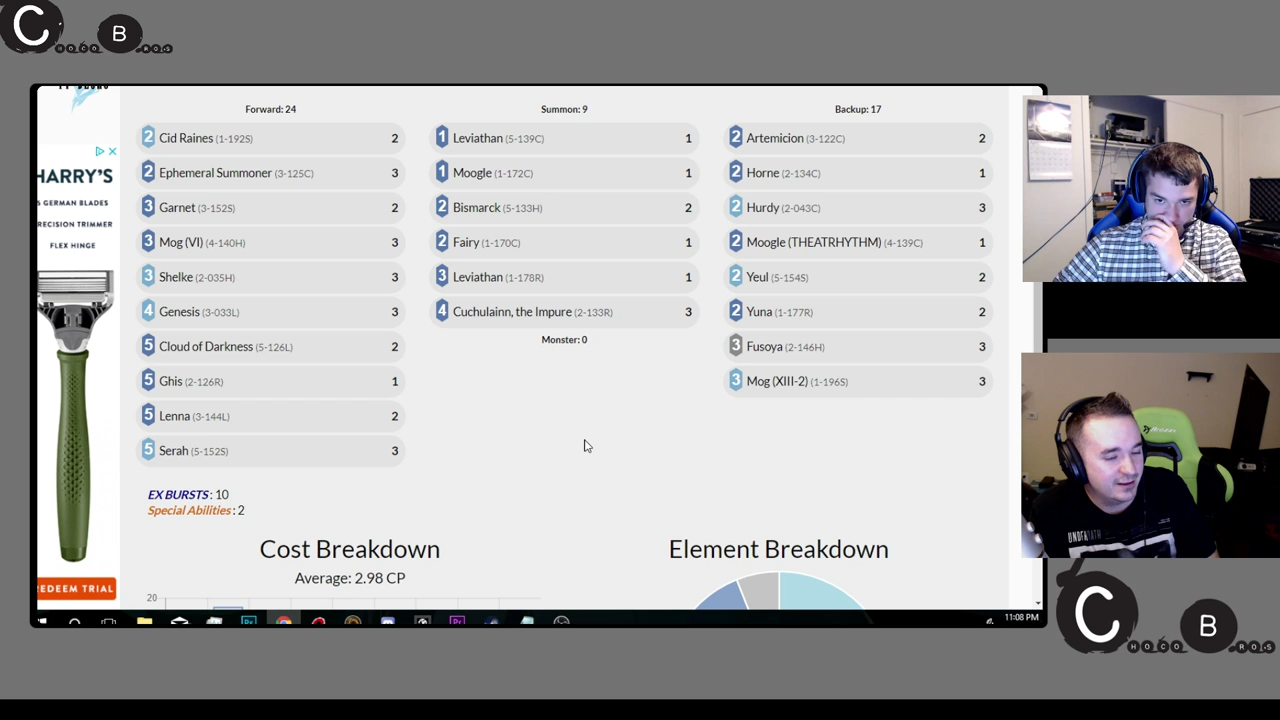 C
B
HOCO
ROS
HARRY'S
5 GERMAN BLADES
PRECISION TRIMMER
FLEX HINGE
REDEEM TRIAL
Forward: 24
2 Cid Raines (1-192S) 2
2 Ephemeral Summoner (3-125C) 3
3 Garnet (3-152S) 2
3 Mog (VI) (4-140H) 3
3 Shelke (2-035H) 3
4 Genesis (3-033L) 3
5 Cloud of Darkness (5-126L) 2
5 Ghis (2-126R) 1
5 Lenna (3-144L) 2
5 Serah (5-152S) 3
Summon: 9
1 Leviathan (5-139C) 1
1 Moogle (1-172C) 1
2 Bismarck (5-133H) 2
2 Fairy (1-170C) 1
3 Leviathan (1-178R) 1
4 Cuchulainn, the Impure (2-133R) 3
Monster: 0
Backup: 17
2 Artemicion (3-122C) 2
2 Horne (2-134C) 1
2 Hurdy (2-043C) 3
2 Moogle (THEATRHYTHM) (4-139C) 1
2 Yeul (5-154S) 2
2 Yuna (1-177R) 2
3 Fusoya (2-146H) 3
3 Mog (XIII-2) (1-196S) 3
EX BURSTS: 10
Special Abilities: 2
Cost Breakdown
Average: 2.98 CP
20
Element Breakdown
11:08 PM
C
B
HOCO
ROS